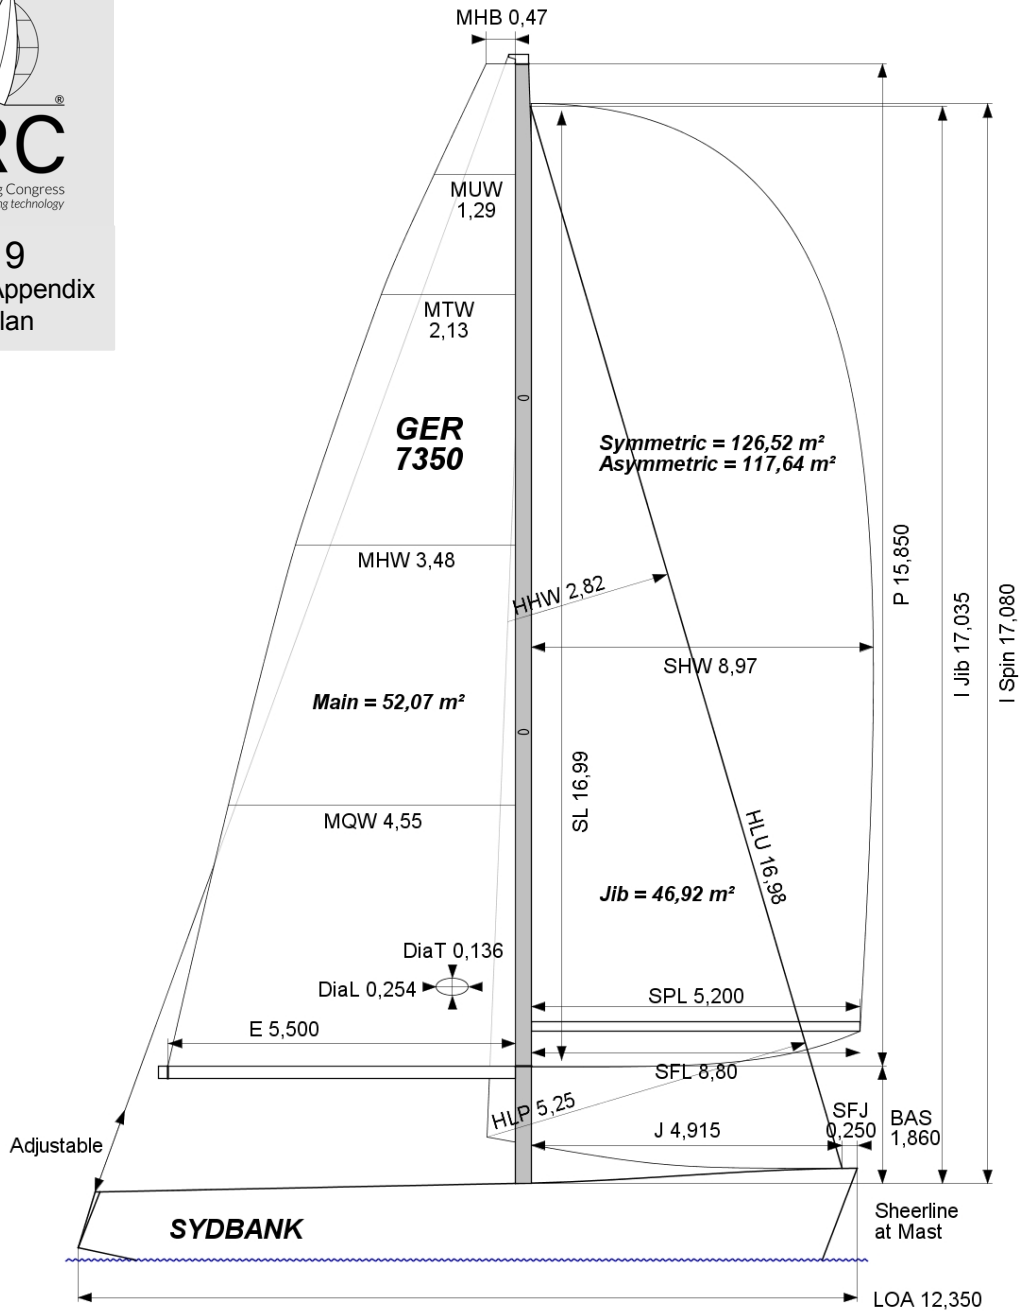 MHB 0,47
®
RC
g Congress
ng technology
9
Appendix
lan
MUW
1,29
MTW
2,13
GER
7350
Symmetric = 126,52 m²
Asymmetric = 117,64 m²
P 15,850
I Jib 17,035
I Spin 17,080
MHW 3,48
HHW 2,82
SHW 8,97
Main = 52,07 m²
SL 16,99
MQW 4,55
HLU 16,98
Jib = 46,92 m²
DiaT 0,136
DiaL 0,254
SPL 5,200
E 5,500
SFL 8,80
HLP 5,25
SFJ
0,250
BAS
1,860
J 4,915
Adjustable
Sheerline
at Mast
SYDBANK
LOA 12,350